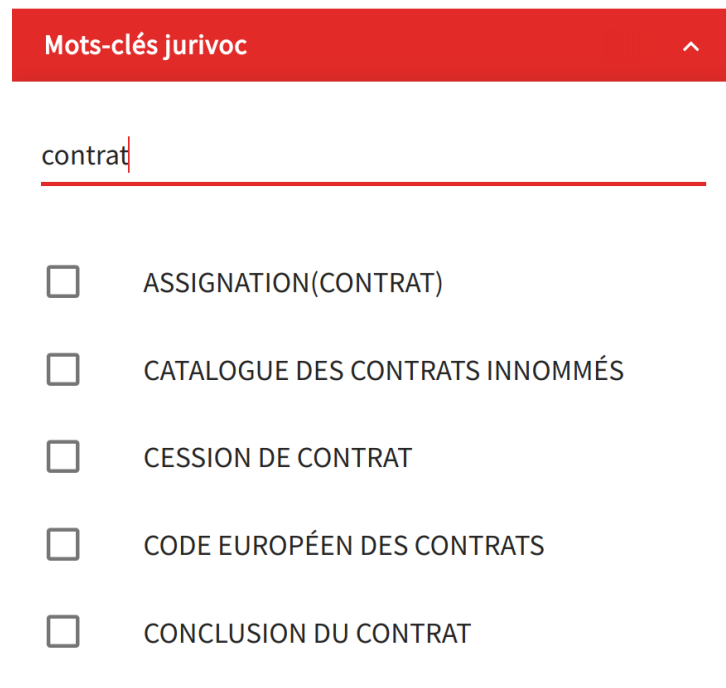 Mots-clés jurivoc
contrat
ASSIGNATION(CONTRAT)
CATALOGUE DES CONTRATS INNOMMÉS
CESSION DE CONTRAT
CODE EUROPÉEN DES CONTRATS
CONCLUSION DU CONTRAT